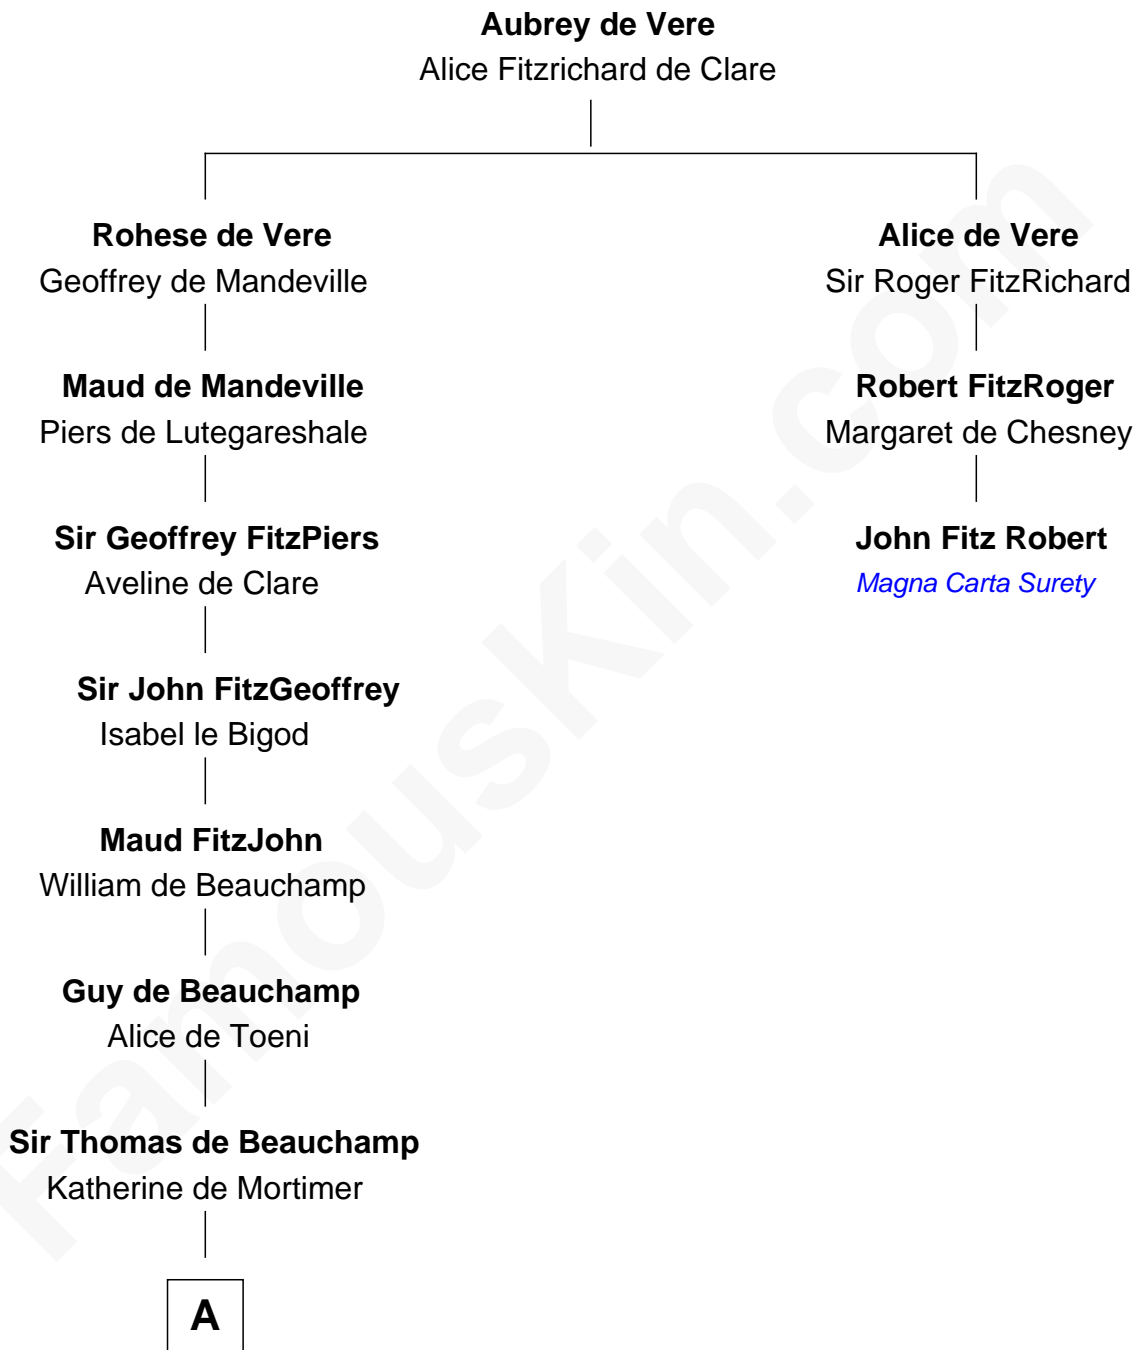 Aubrey de Vere
Alice Fitzrichard de Clare
Rohese de Vere
Geoffrey de Mandeville
Alice de Vere
Sir Roger FitzRichard
Maud de Mandeville
Piers de Lutegareshale
Robert FitzRoger
Margaret de Chesney
Sir Geoffrey FitzPiers
Aveline de Clare
John Fitz Robert
Magna Carta Surety
Sir John FitzGeoffrey
Isabel le Bigod
Maud FitzJohn
William de Beauchamp
Guy de Beauchamp
Alice de Toeni
Sir Thomas de Beauchamp
Katherine de Mortimer
A
FamousKin.com